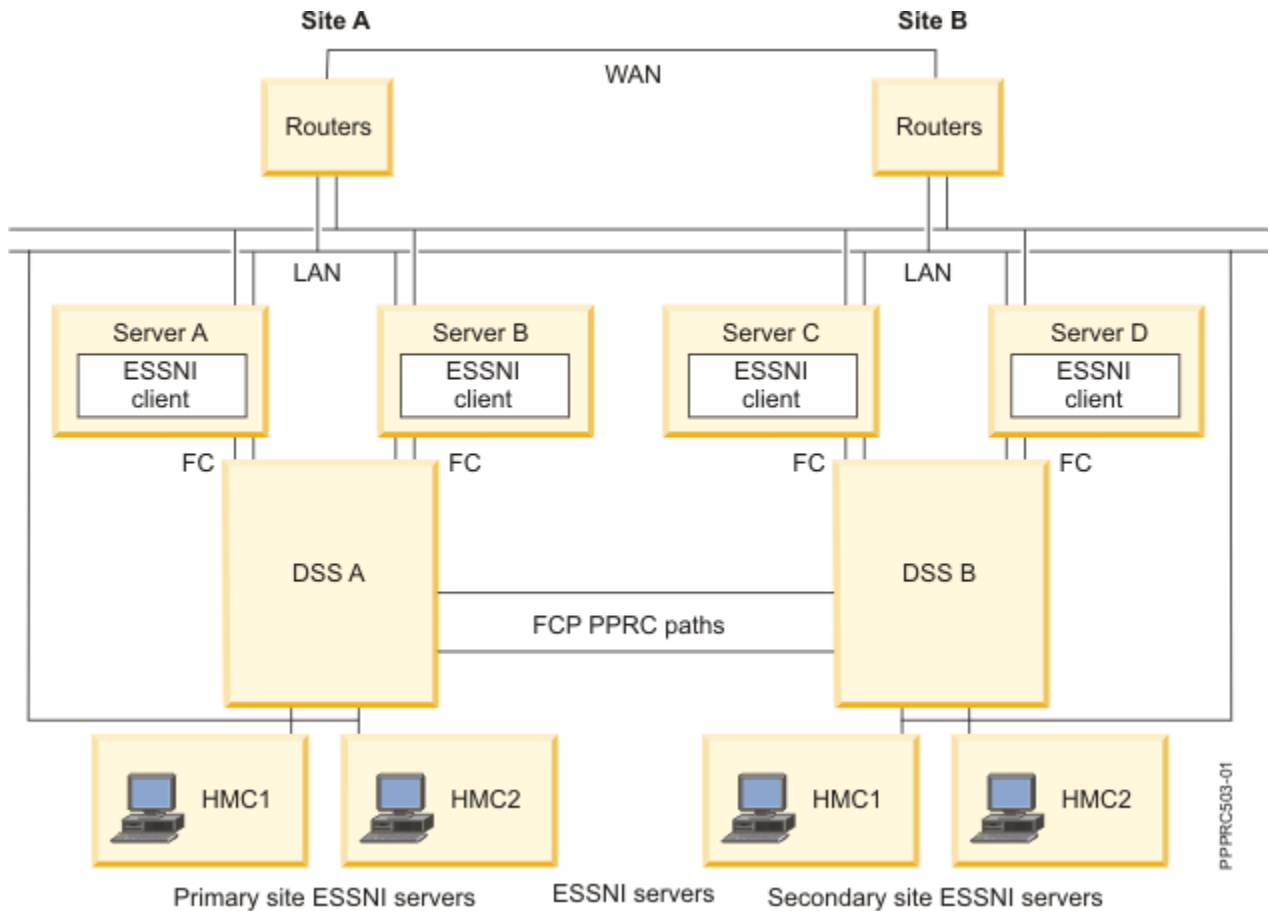 Site A
Site B
WAN
Routers
Routers
LAN
LAN
Server A
ESSNI
client
Server B
ESSNI
client
Server C
ESSNI
client
Server D
ESSNI
client
FC
FC
FC
FC
DSS A
DSS B
FCP PPRC paths
HMC1
HMC2
HMC1
HMC2
PPPRC503-01
Primary site ESSNI servers
ESSNI servers
Secondary site ESSNI servers